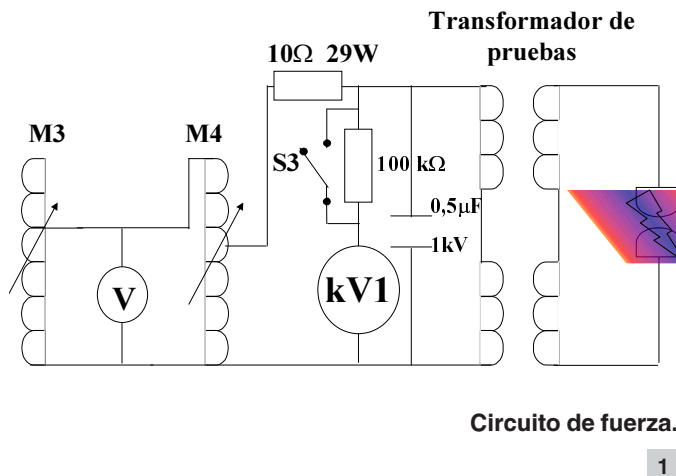 Transformador de
pruebas
10Ω 29W
M3
M4
S3
100 kΩ
0,5µF
1kV
V
kV1
Circuito de fuerza.
1